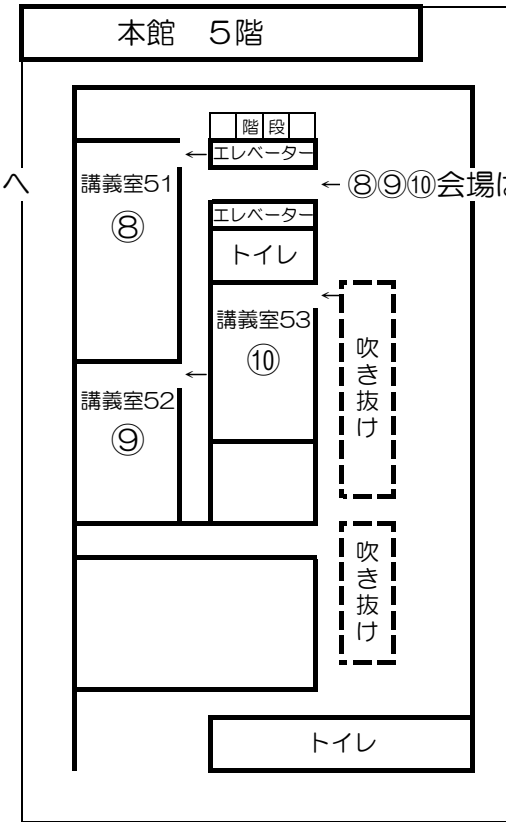 本館　5階
階段
エレベーター
講義室51
へ
⑧
←⑧⑨⑩会場は
エレベーター
トイレ
講義室53
⑩
吹き抜け
講義室52
⑨
吹き抜け
トイレ